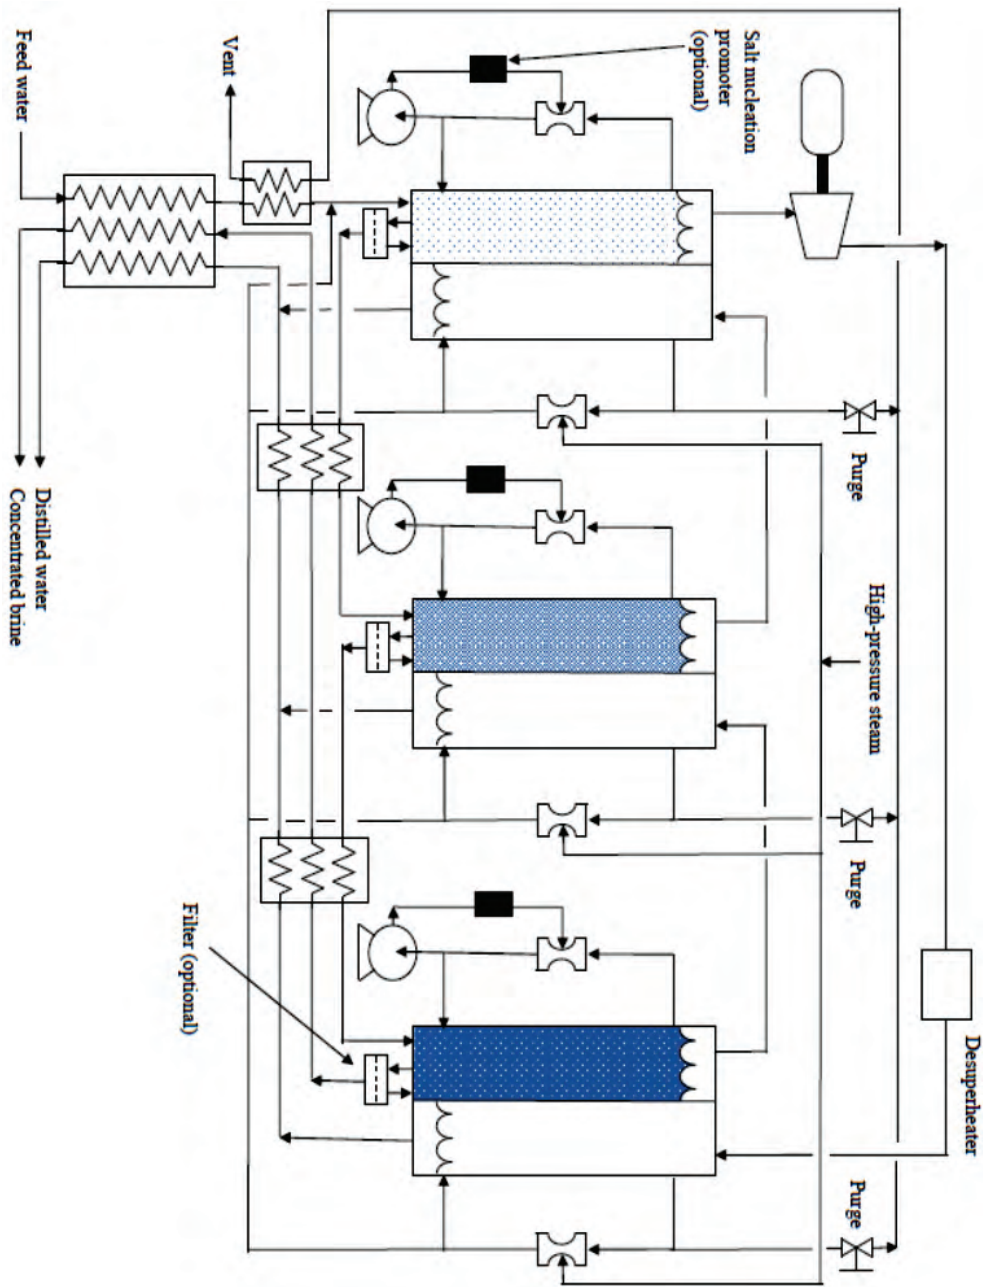 Salt nucleation
promoter
(optional)
Vent
Feed water
Distilled water
Concentrated brine
Purge
High-pressure steam
Purge
Filter (optional)
Desuperheater
Purge